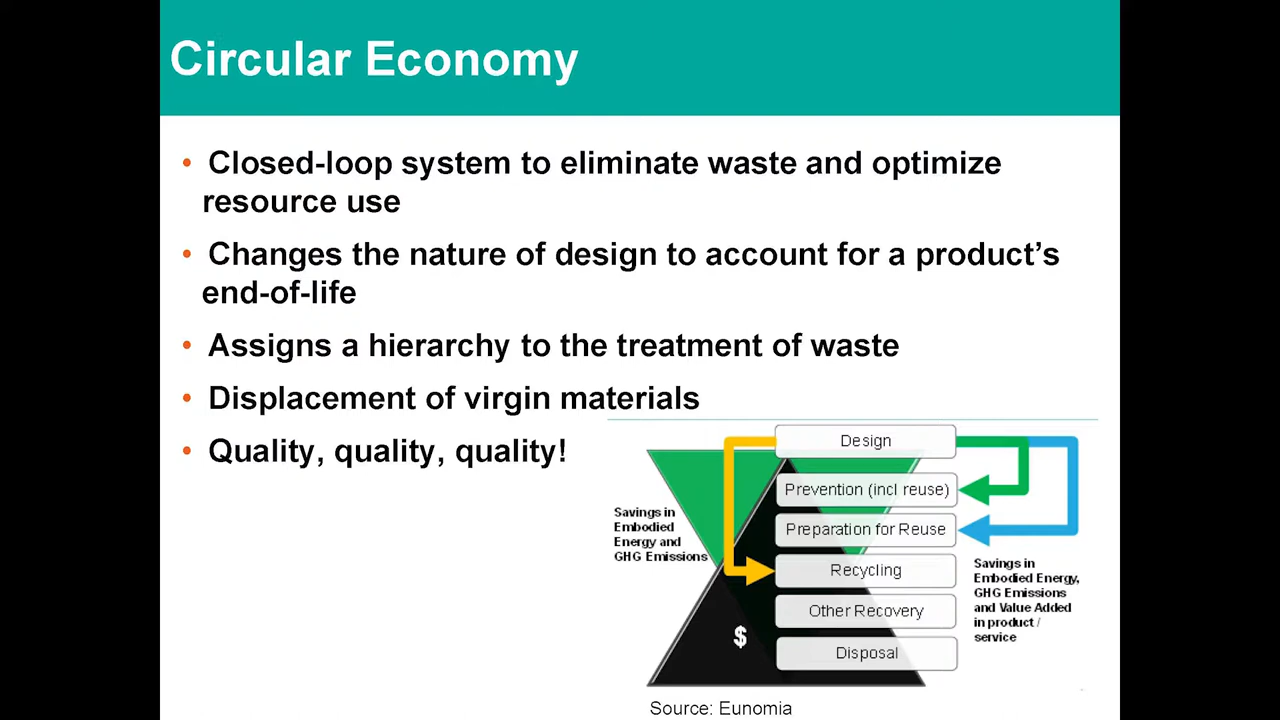 Circular Economy
• Closed-loop system to eliminate waste and optimize
resource use
• Changes the nature of design to account for a product’s
end-of-life
• Assigns a hierarchy to the treatment of waste
• Displacement of virgin materials
• Quality, quality, quality!
Design
Prevention (incl reuse)
Preparation for Reuse
Recycling
Other Recovery
Disposal
Savings in
Embodied
Energy and
GHG Emissions
$
Savings in
Embodied Energy,
GHG Emissions
and Value Added
in product /
service
Source: Eunomia